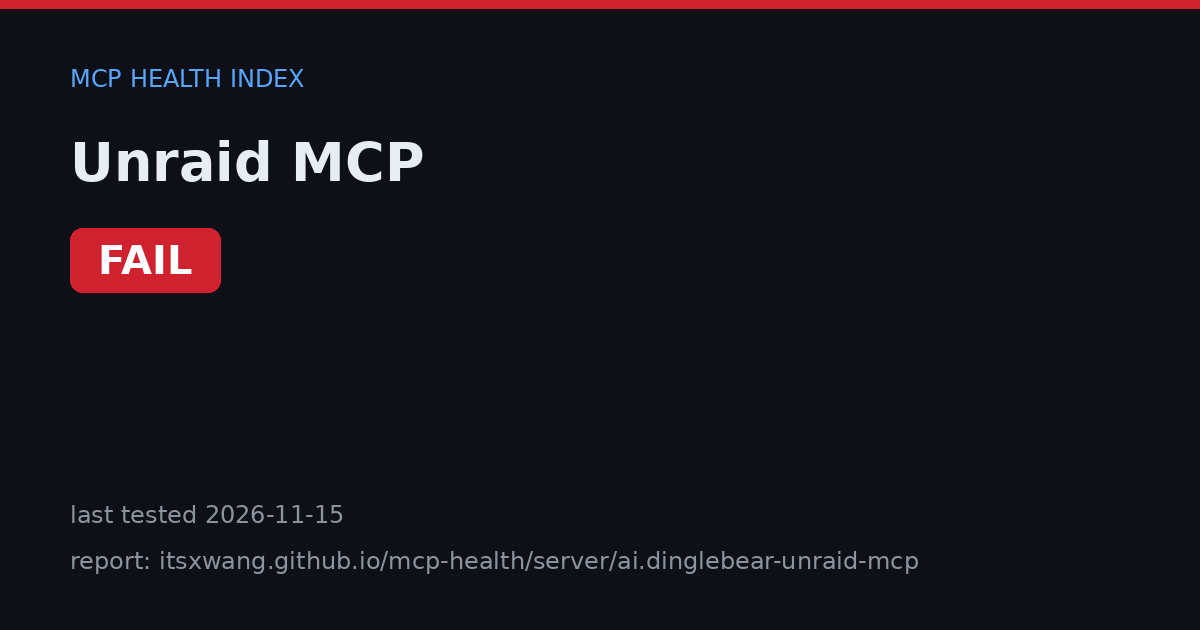 MCP HEALTH INDEX
Unraid MCP
FAIL
last tested 2026-11-15
report: itsxwang.github.io/mcp-health/server/ai.dinglebear-unraid-mcp